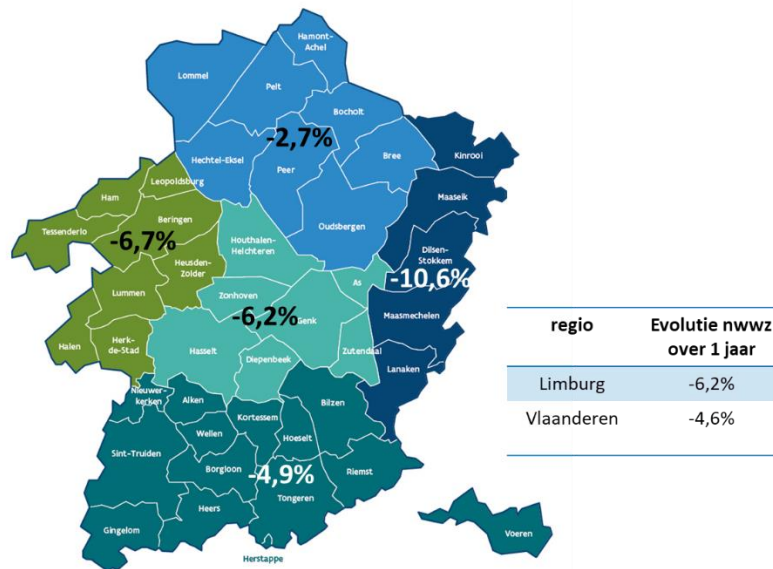 Hamont-
Achel
Lommel
Pelt
Bocholt
-2,7%
Hechtel-Eksel
Bree
Kinrooi
Peer
Leopoldsburg
Ham
Maaseik
Beringen
Tessenderlo
Oudsbergen
-6,7%
Houthalen-
Helchteren
Dilsen-
Stokkem
Heusden-
Zolder
As
-10,6%
Lummen
Zonhoven
-6,2%
Genk
Maasmechelen
Halen
Herk-
de-Stad
Hasselt
Diepenbeek
Zutendaal
Lanaken
Nieuwer-
kerken
Alken
Kortessem
Bilzen
Wellen
Hoeselt
Sint-Truiden
Borgloon
-4,9%
Riemst
Tongeren
Heers
Gingelom
Voeren
Herstappe
regio Evolutie nwwz
over 1 jaar
Limburg -6,2%
Vlaanderen -4,6%